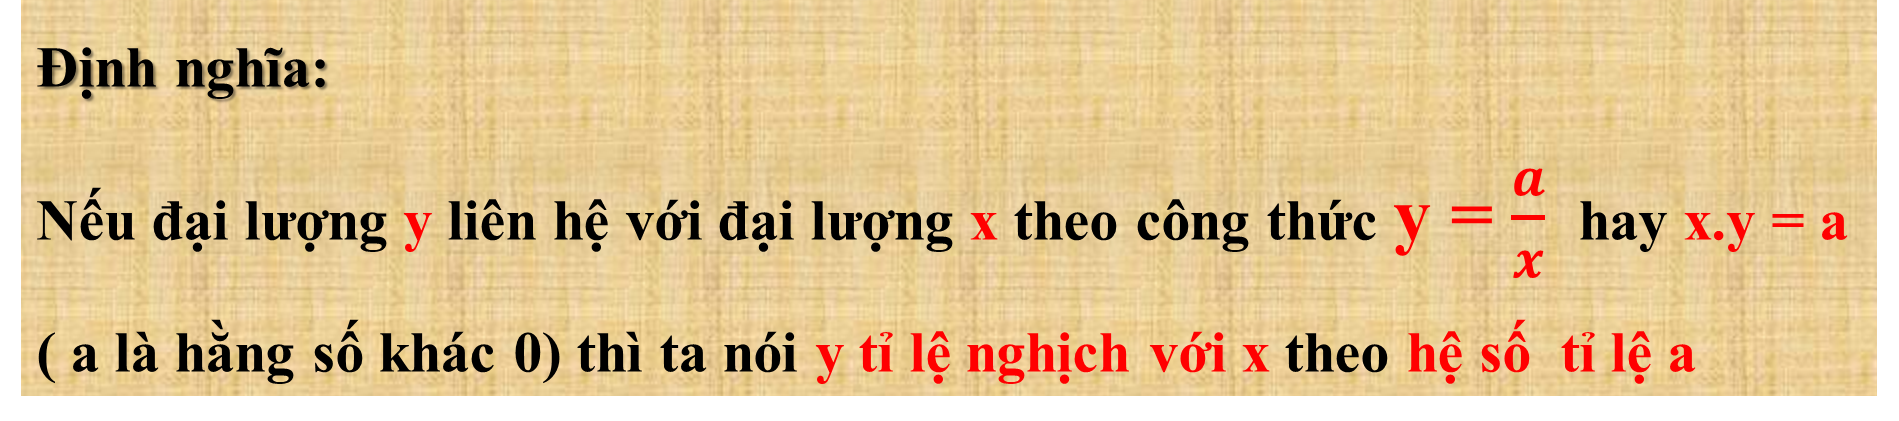 Định nghĩa:
Nếu đại lượng y liên hệ với đại lượng x theo công thức y = a/x hay x.y = a
( a là hằng số khác 0) thì ta nói y tỉ lệ nghịch với x theo hệ số tỉ lệ a